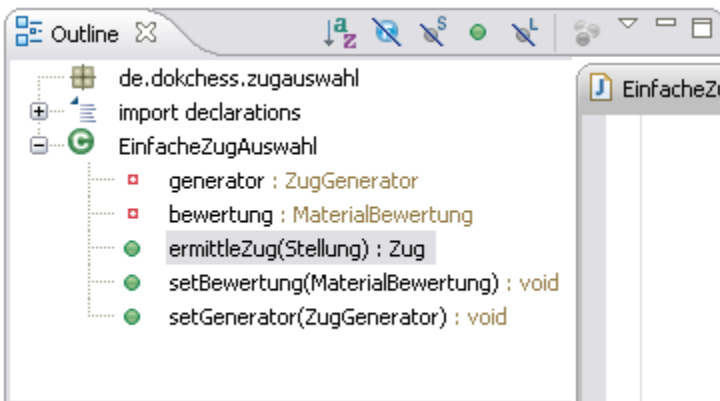 Outline
de.dokchess.zugauswahl
import declarations
EinfacheZugAuswahl
generator : ZugGenerator
bewertung : MaterialBewertung
ermittleZug(Stellung) : Zug
setBewertung(MaterialBewertung) : void
setGenerator(ZugGenerator) : void
EinfacheZu